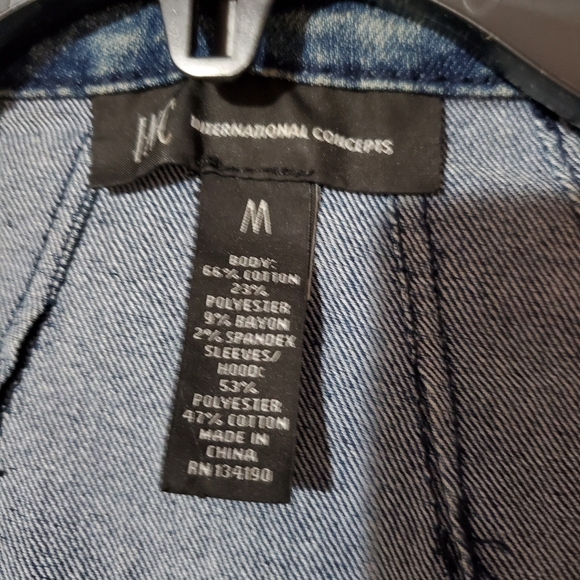 INC INTERNATIONAL CONCEPTS
M
BODY:
66% COTTON
23%
POLYESTER
9% RAYON
2% SPANDEX
SLEEVES/
HOOD:
53%
POLYESTER
47% COTTON
MADE IN
CHINA
RN 134190